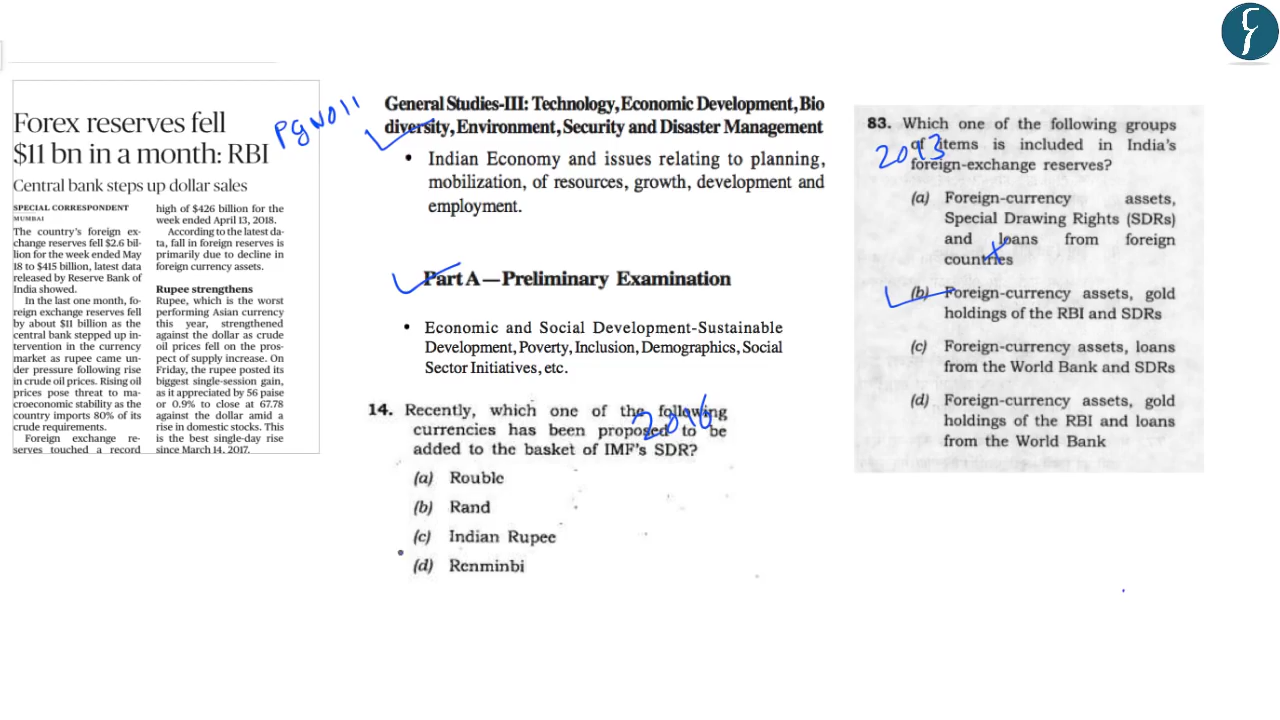 Forex reserves fell
$11 bn in a month: RBI
Central bank steps up dollar sales
SPECIAL CORRESPONDENT
MUMBAI
The country's foreign ex-
change reserves fell $2.6 bil-
lion for the week ended May
18 to $415 billion, latest data
released by Reserve Bank of
India showed.
In the last one month, fo-
reign exchange reserves fell
by about $11 billion as the
central bank stepped up in-
tervention in the currency
market as rupee came un-
der pressure following rise
in crude oil prices. Rising oil
prices pose threat to ma-
croeconomic stability as the
country imports 80% of its
crude requirements.
Foreign exchange re-
serves touched a record
high of $426 billion for the
week ended April 13, 2018.
According to the latest da-
ta, fall in foreign reserves is
primarily due to decline in
foreign currency assets.
Rupee strengthens
Rupee, which is the worst
performing Asian currency
this year, strengthened
against the dollar as crude
oil prices fell on the pros-
pect of supply increase. On
Friday, the rupee posted its
biggest single-session gain,
as it appreciated by 56 paise
or 0.9% to close at 67.78
against the dollar amid a
rise in domestic stocks. This
is the best single-day rise
since March 14, 2017.
Pg No 11
General Studies-III: Technology, Economic Development, Bio
diversity, Environment, Security and Disaster Management
• Indian Economy and issues relating to planning,
mobilization, of resources, growth, development and
employment.
Part A—Preliminary Examination
• Economic and Social Development-Sustainable
Development, Poverty, Inclusion, Demographics, Social
Sector Initiatives, etc.
14. Recently, which one of the following
currencies has been proposed to be
added to the basket of IMF's SDR?
2016
(a) Rouble
(b) Rand
(c) Indian Rupee
(d) Renminbi
83. Which one of the following groups
of items is included in India's
foreign-exchange reserves?
2013
(a) Foreign-currency assets,
Special Drawing Rights (SDRs)
and loans from foreign
countries
(b) Foreign-currency assets, gold
holdings of the RBI and SDRs
(c) Foreign-currency assets, loans
from the World Bank and SDRs
(d) Foreign-currency assets, gold
holdings of the RBI and loans
from the World Bank